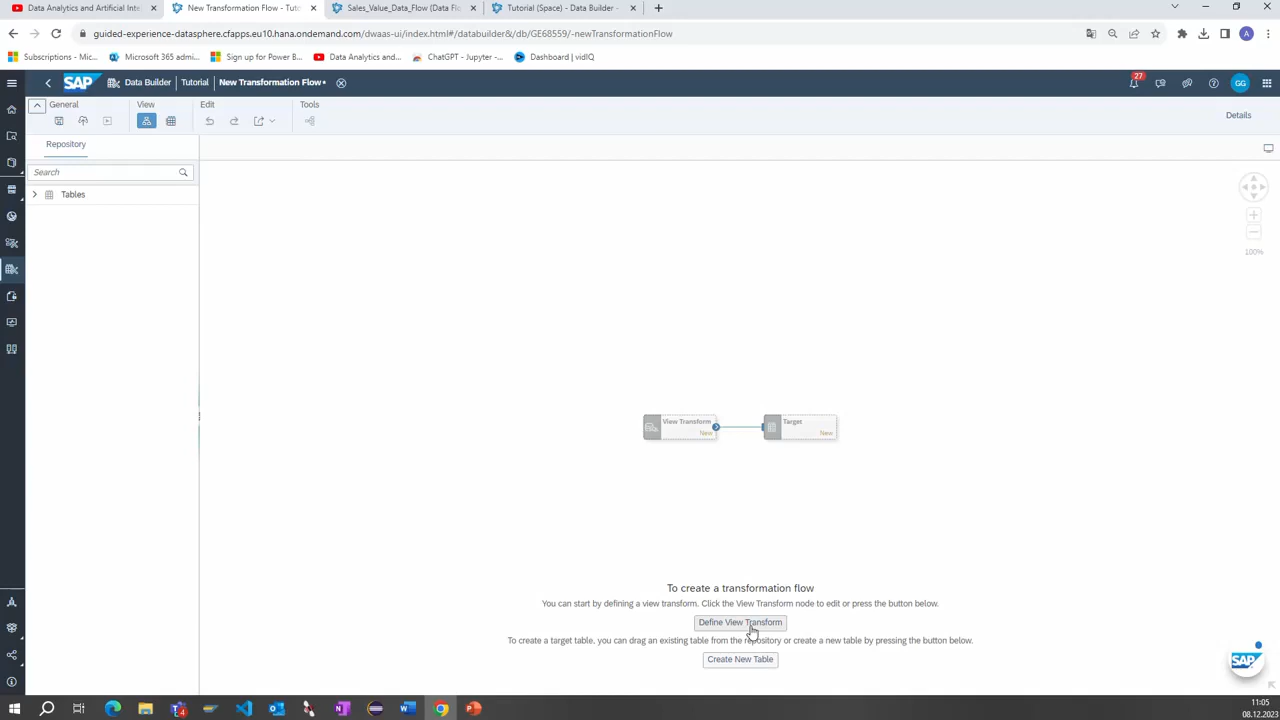 Data Analytics and Artificial Inte
New Transformation Flow - Tuto
Sales_Value_Data_Flow (Data Fl
Tutorial (Space) - Data Builder -
guided-experience-datasphere.cfapps.eu10.hana.ondemand.com/dwaas-ui/index.html#/databuilder&/db/GE68559/-newTransformationFlow
A
Subscriptions - Mic...
Microsoft 365 admi...
Sign up for Power B...
Data Analytics and...
ChatGPT - Jupyter -...
Dashboard | vidIQ
SAP
Data Builder
Tutorial
New Transformation Flow*
27
GG
General
View
Edit
Tools
Details
Repository
Search
Tables
100%
View Transform
New
Target
New
To create a transformation flow
You can start by defining a view transform. Click the View Transform node to edit or press the button below.
Define View Transform
To create a target table, you can drag an existing table from the repository or create a new table by pressing the button below.
Create New Table
SAP
11:05
08.12.2023